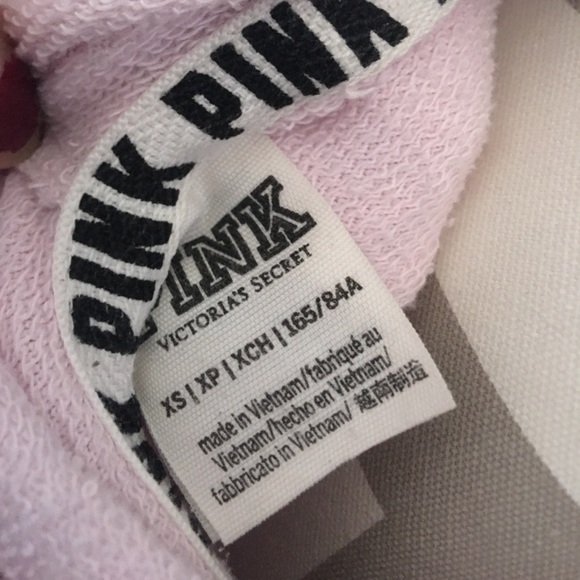 PINK PINK PINK
PINK
VICTORIA'S SECRET
XS | XP | XCH | 165/84A
made in Vietnam/fabriqué au
Vietnam/hecho en Vietnam/
fabbricato in Vietnam/ 越南制造